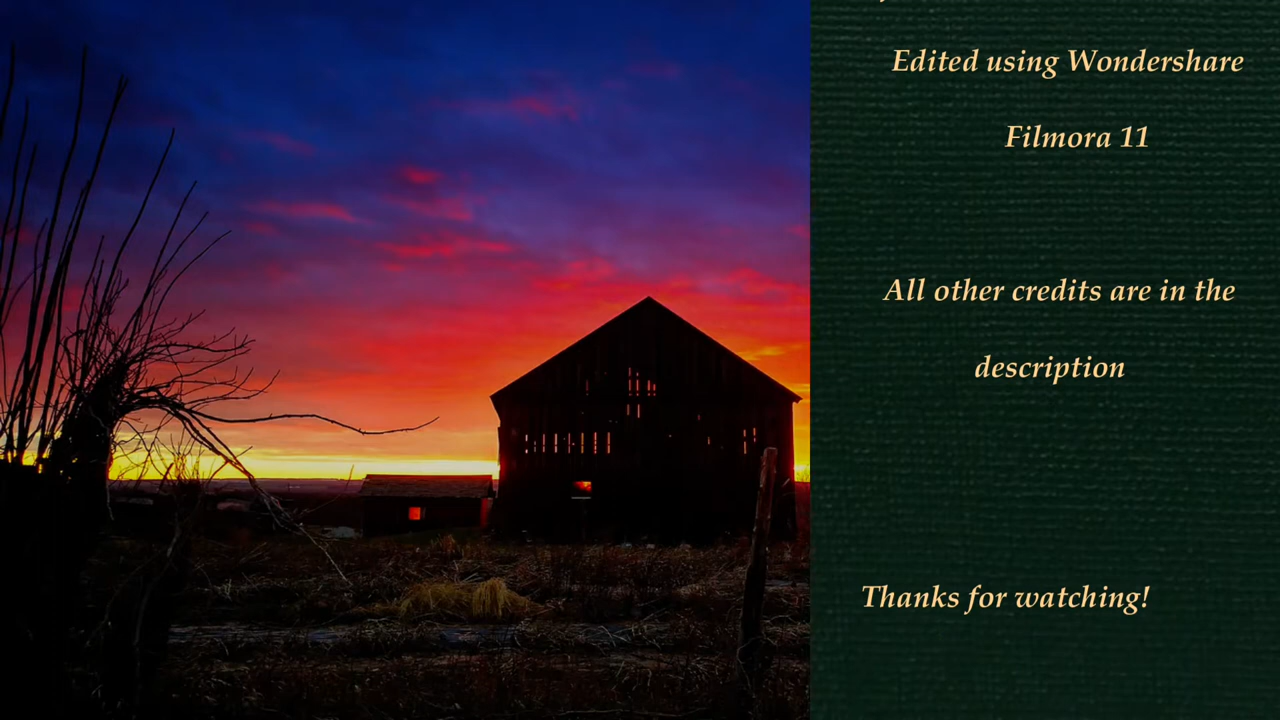 Edited using Wondershare
Filmora 11
All other credits are in the
description
Thanks for watching!